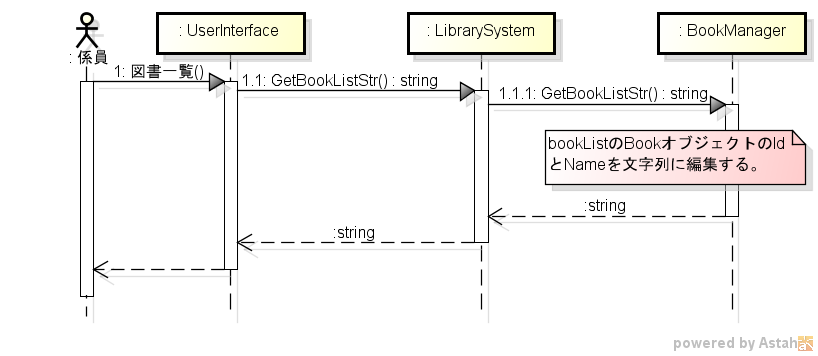 : UserInterface
: LibrarySystem
: BookManager
: 係員
1: 図書一覧()
1.1: GetBookListStr() : string
1.1.1: GetBookListStr() : string
bookListのBookオブジェクトのId
とNameを文字列に編集する。
:string
:string
powered by Astah